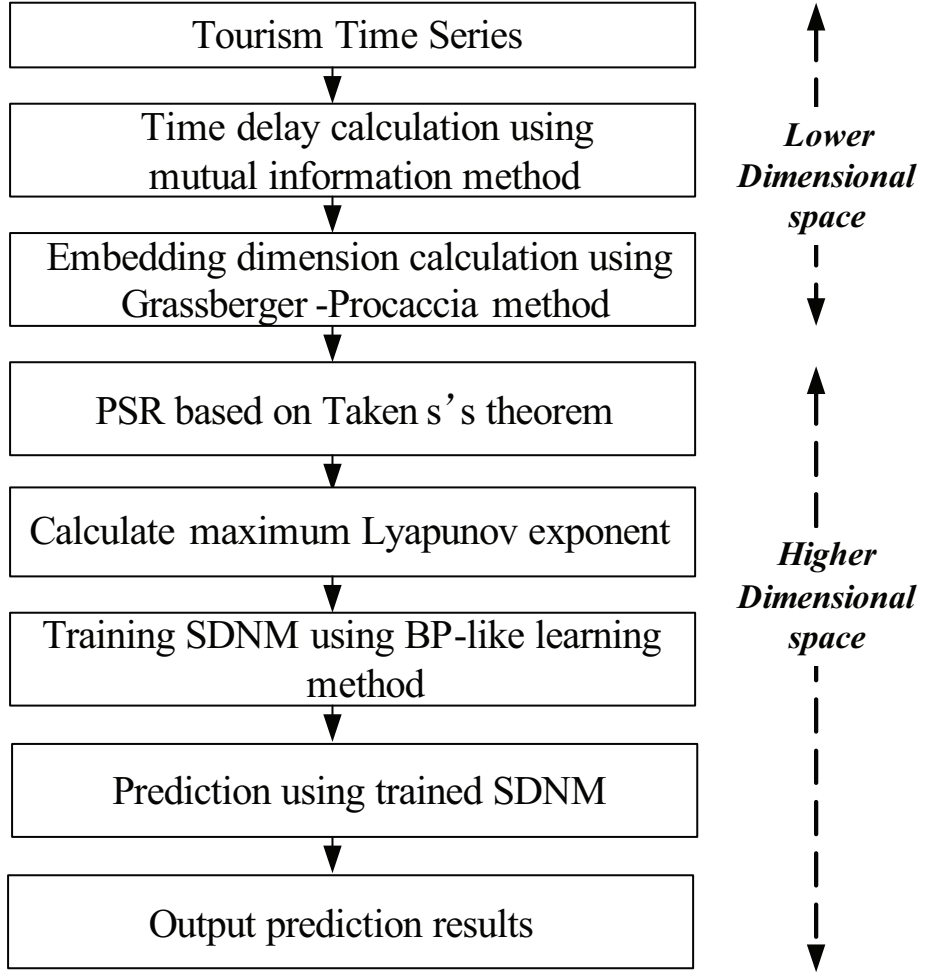 Tourism Time Series
Time delay calculation using
mutual information method
Embedding dimension calculation using
Grassberger-Procaccia method
PSR based on Taken s’s theorem
Calculate maximum Lyapunov exponent
Training SDNM using BP-like learning
method
Prediction using trained SDNM
Output prediction results
Lower
Dimensional
space
Higher
Dimensional
space